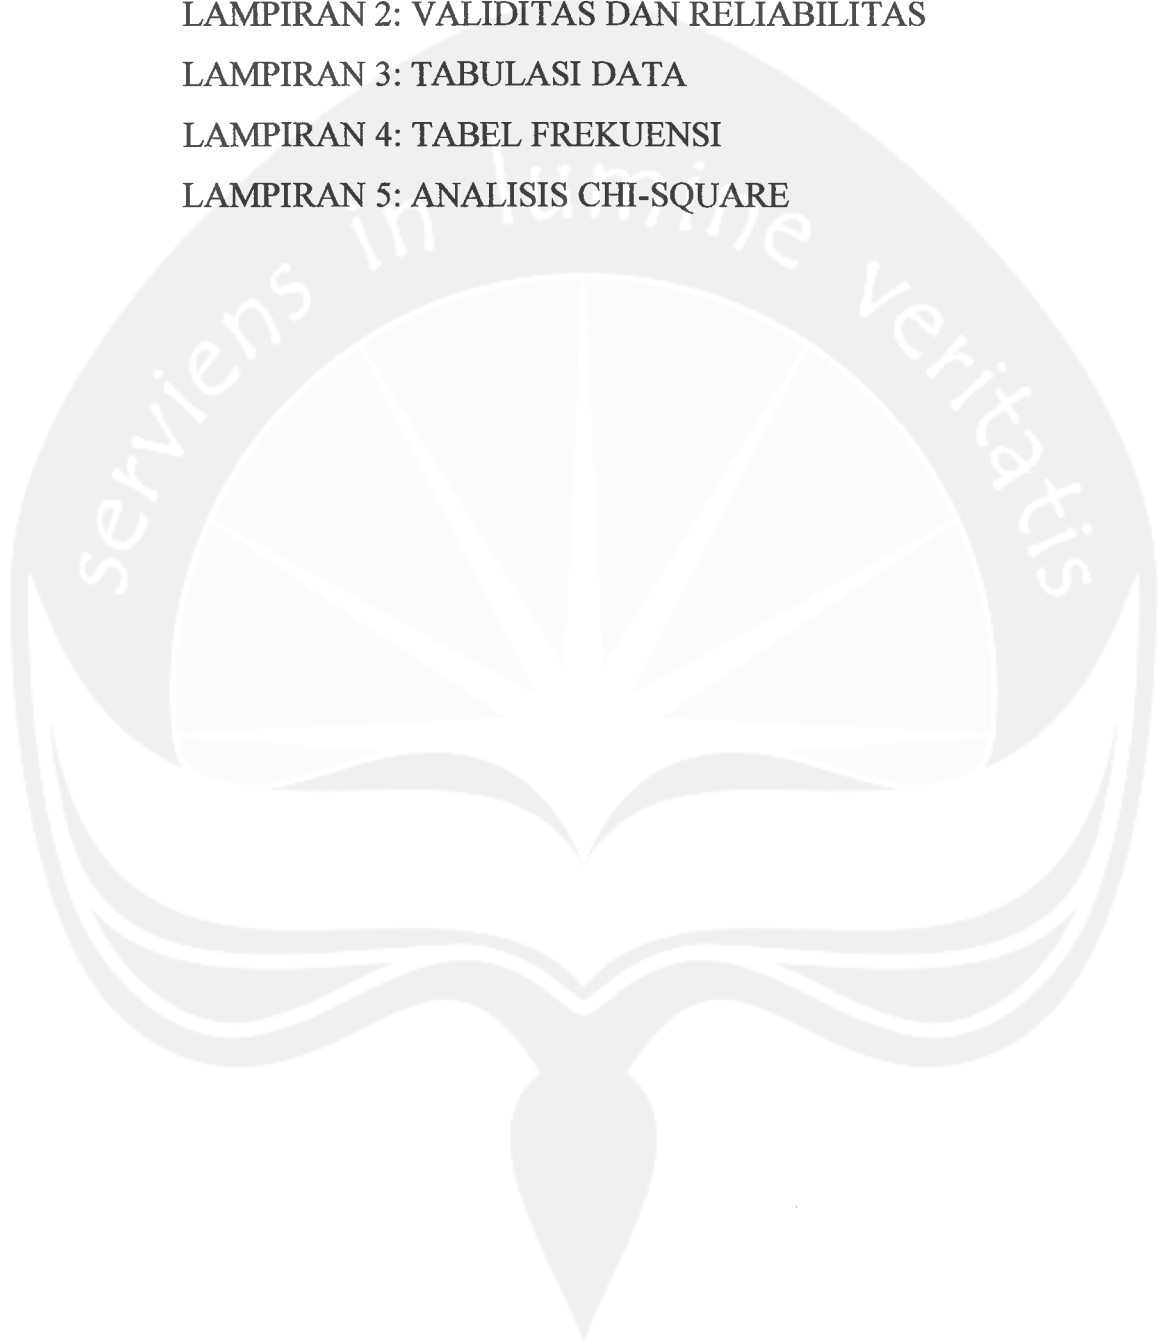 LAMPIRAN 2: VALIDITAS DAN RELIABILITAS
LAMPIRAN 3: TABULASI DATA
LAMPIRAN 4: TABEL FREKUENSI
LAMPIRAN 5: ANALISIS CHI-SQUARE
serviens in lumine veritatis